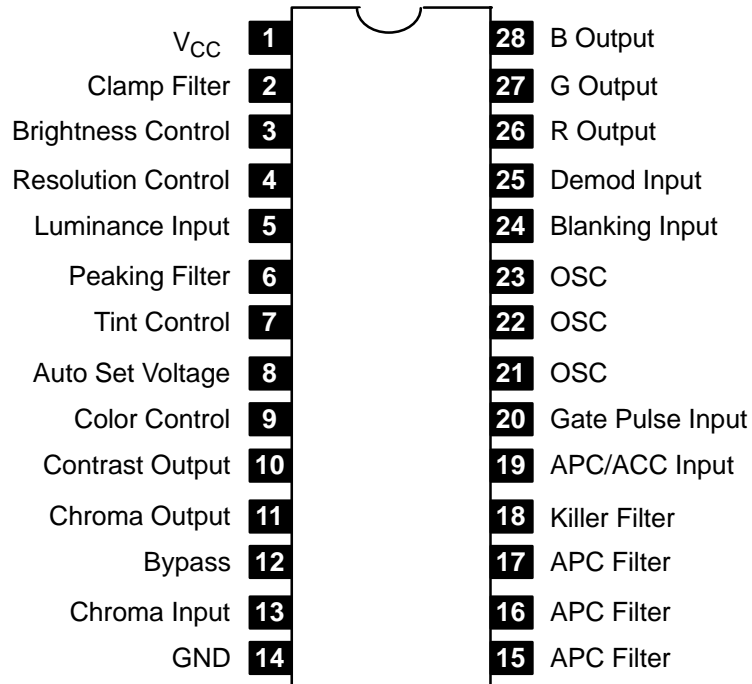 V_CC 1 28 B Output
Clamp Filter 2 27 G Output
Brightness Control 3 26 R Output
Resolution Control 4 25 Demod Input
Luminance Input 5 24 Blanking Input
Peaking Filter 6 23 OSC
Tint Control 7 22 OSC
Auto Set Voltage 8 21 OSC
Color Control 9 20 Gate Pulse Input
Contrast Output 10 19 APC/ACC Input
Chroma Output 11 18 Killer Filter
Bypass 12 17 APC Filter
Chroma Input 13 16 APC Filter
GND 14 15 APC Filter